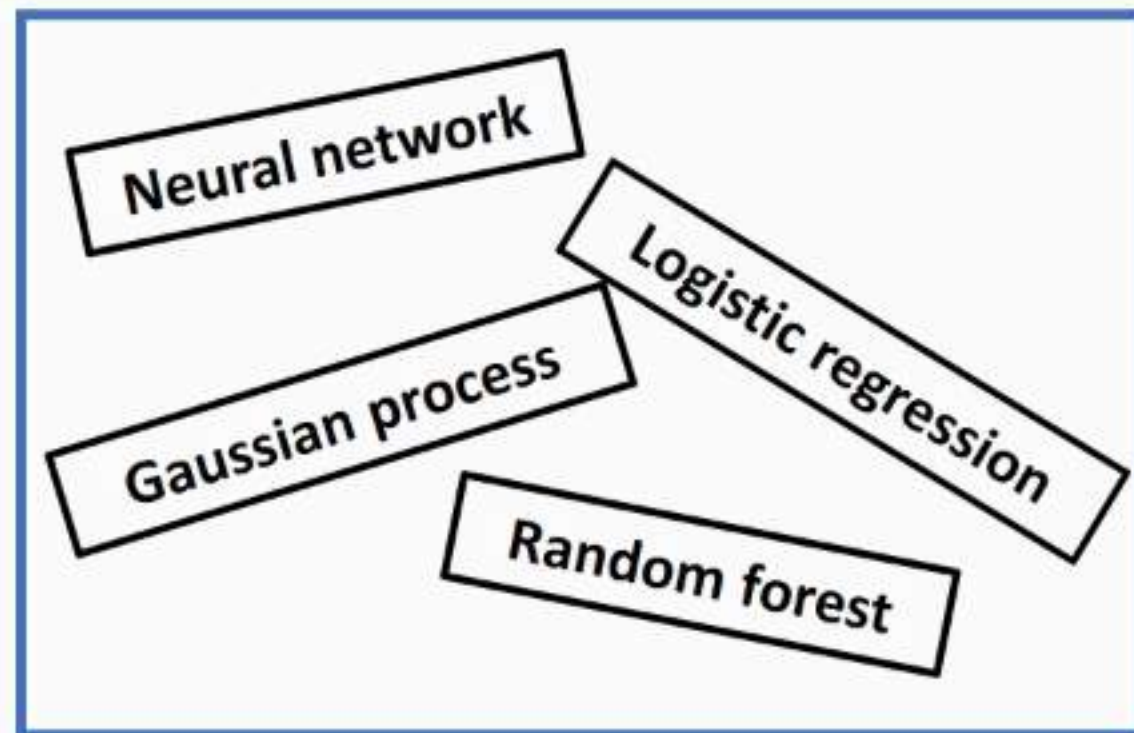 Neural network
Logistic regression
Gaussian process
Random forest